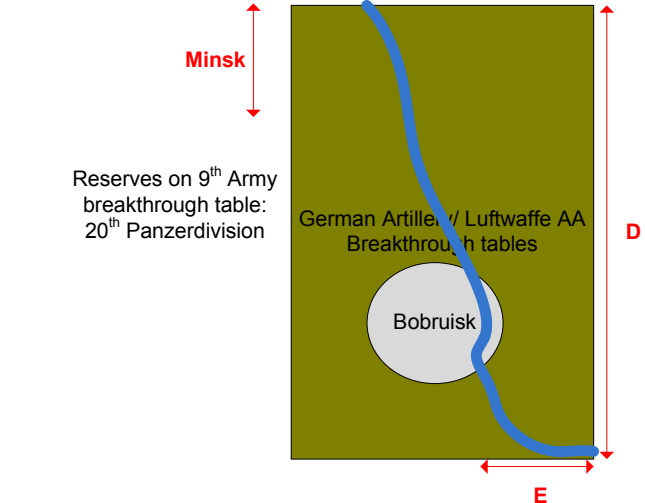 Minsk
Reserves on 9th Army
breakthrough table:
20th Panzerdivision
German Artillery/ Luftwaffe AA
Breakthrough tables
D
Bobruisk
E